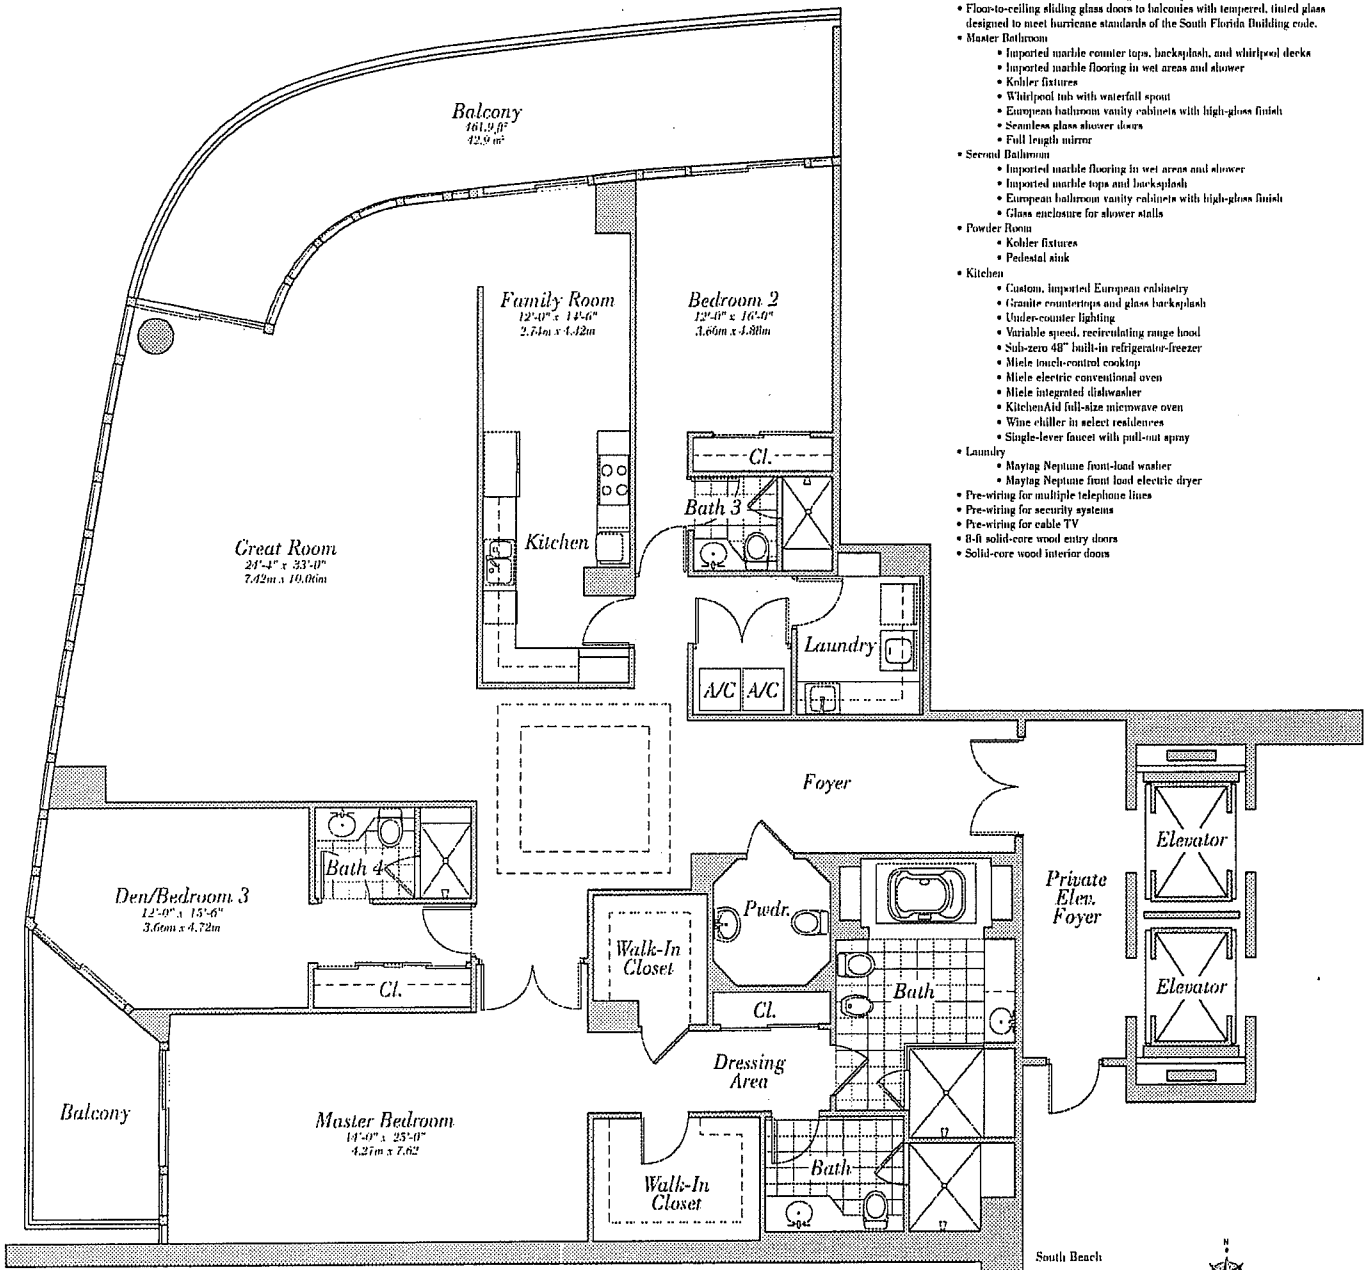 • Floor-to-ceiling sliding glass doors to balconies with tempered, tinted glass
designed to meet hurricane standards of the South Florida Building code.
• Master Bathroom
• Imported marble counter tops, backsplash, and whirlpool decks
• Imported marble flooring in wet areas and shower
• Kohler fixtures
• Whirlpool tub with waterfall spout
• European bathroom vanity cabinets with high-gloss finish
• Seamless glass shower doors
• Full length mirror
• Second Bathroom
• Imported marble flooring in wet areas and shower
• Imported marble tops and backsplash
• European bathroom vanity cabinets with high-gloss finish
• Glass enclosure for shower stalls
• Powder Room
• Kohler fixtures
• Pedestal sink
• Kitchen
• Custom, imported European cabinetry
• Granite countertops and glass backsplash
• Under-counter lighting
• Variable speed, recirculating range hood
• Sub-zero 48" built-in refrigerator-freezer
• Miele touch-control cooktop
• Miele electric conventional oven
• Miele integrated dishwasher
• KitchenAid full-size microwave oven
• Wine chiller in select residences
• Single-lever faucet with pull-out spray
• Laundry
• Maytag Neptune front-load washer
• Maytag Neptune front load electric dryer
• Pre-wiring for multiple telephone lines
• Pre-wiring for security systems
• Pre-wiring for cable TV
• 8-ft solid-core wood entry doors
• Solid-core wood interior doors
Balcony
461.9 ft²
42.9 m²
Family Room
12'-0" x 14'-6"
2.74m x 4.42m
Bedroom 2
12'-0" x 16'-0"
3.66m x 4.88m
Cl.
Bath 3
Kitchen
Great Room
24'-4" x 33'-0"
7.42m x 10.06m
Laundry
A/C
A/C
Foyer
Elevator
Bath 4
Den/Bedroom 3
12'-0" x 15'-6"
3.66m x 4.72m
Private
Elev.
Foyer
Pwdr.
Walk-In
Closet
Cl.
Cl.
Bath
Elevator
Dressing
Area
Balcony
Master Bedroom
14'-0" x 25'-0"
4.27m x 7.62
Bath
Walk-In
Closet
South Beach
N